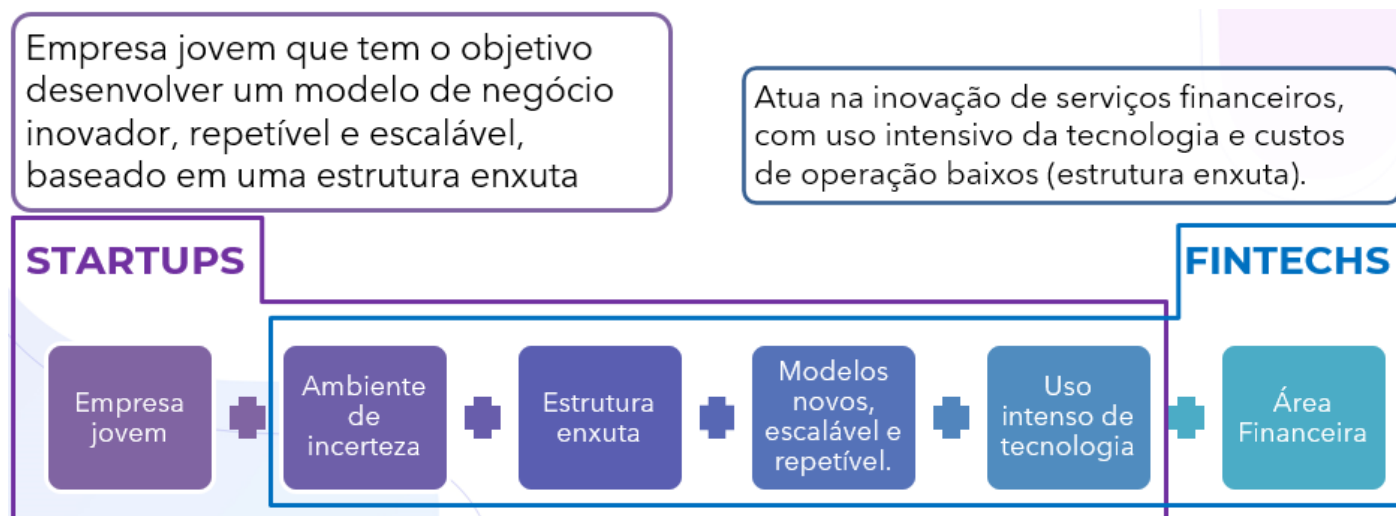 Empresa jovem que tem o objetivo
desenvolver um modelo de negócio
inovador, repetível e escalável,
baseado em uma estrutura enxuta
Atua na inovação de serviços financeiros,
com uso intensivo da tecnologia e custos
de operação baixos (estrutura enxuta).
STARTUPS
FINTECHS
Empresa
jovem
Ambiente
de
incerteza
Estrutura
enxuta
Modelos
novos,
escalável e
repetível.
Uso
intenso de
tecnologia
Área
Financeira